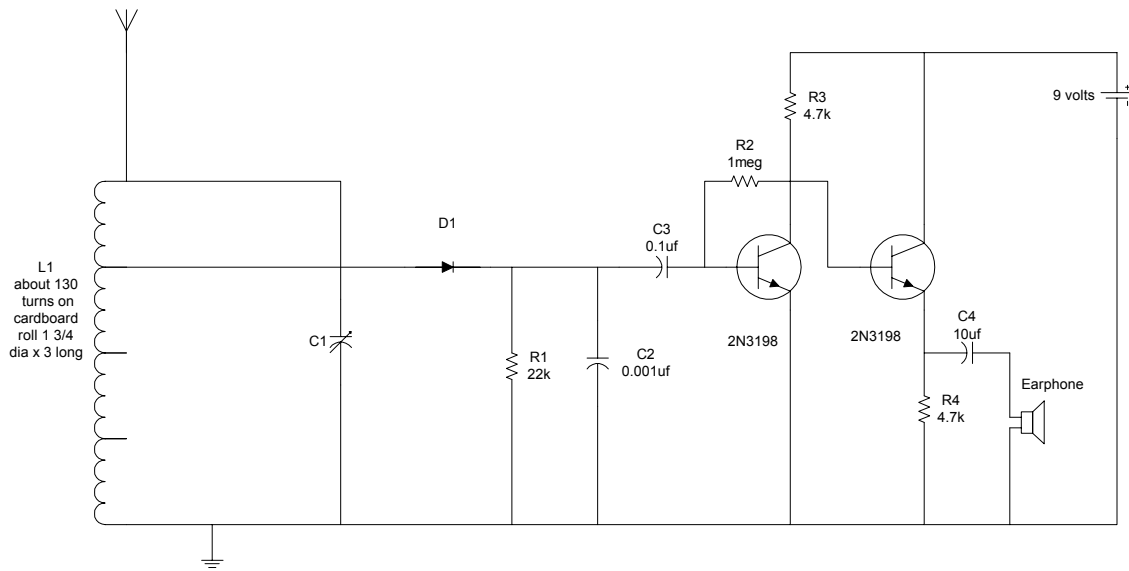 R3
4.7k
9 volts
+
R2
1meg
D1
C3
0.1uf
L1
about 130
turns on
cardboard
roll 1 3/4
dia x 3 long
C1
R1
22k
C2
0.001uf
2N3198
2N3198
C4
10uf
R4
4.7k
Earphone